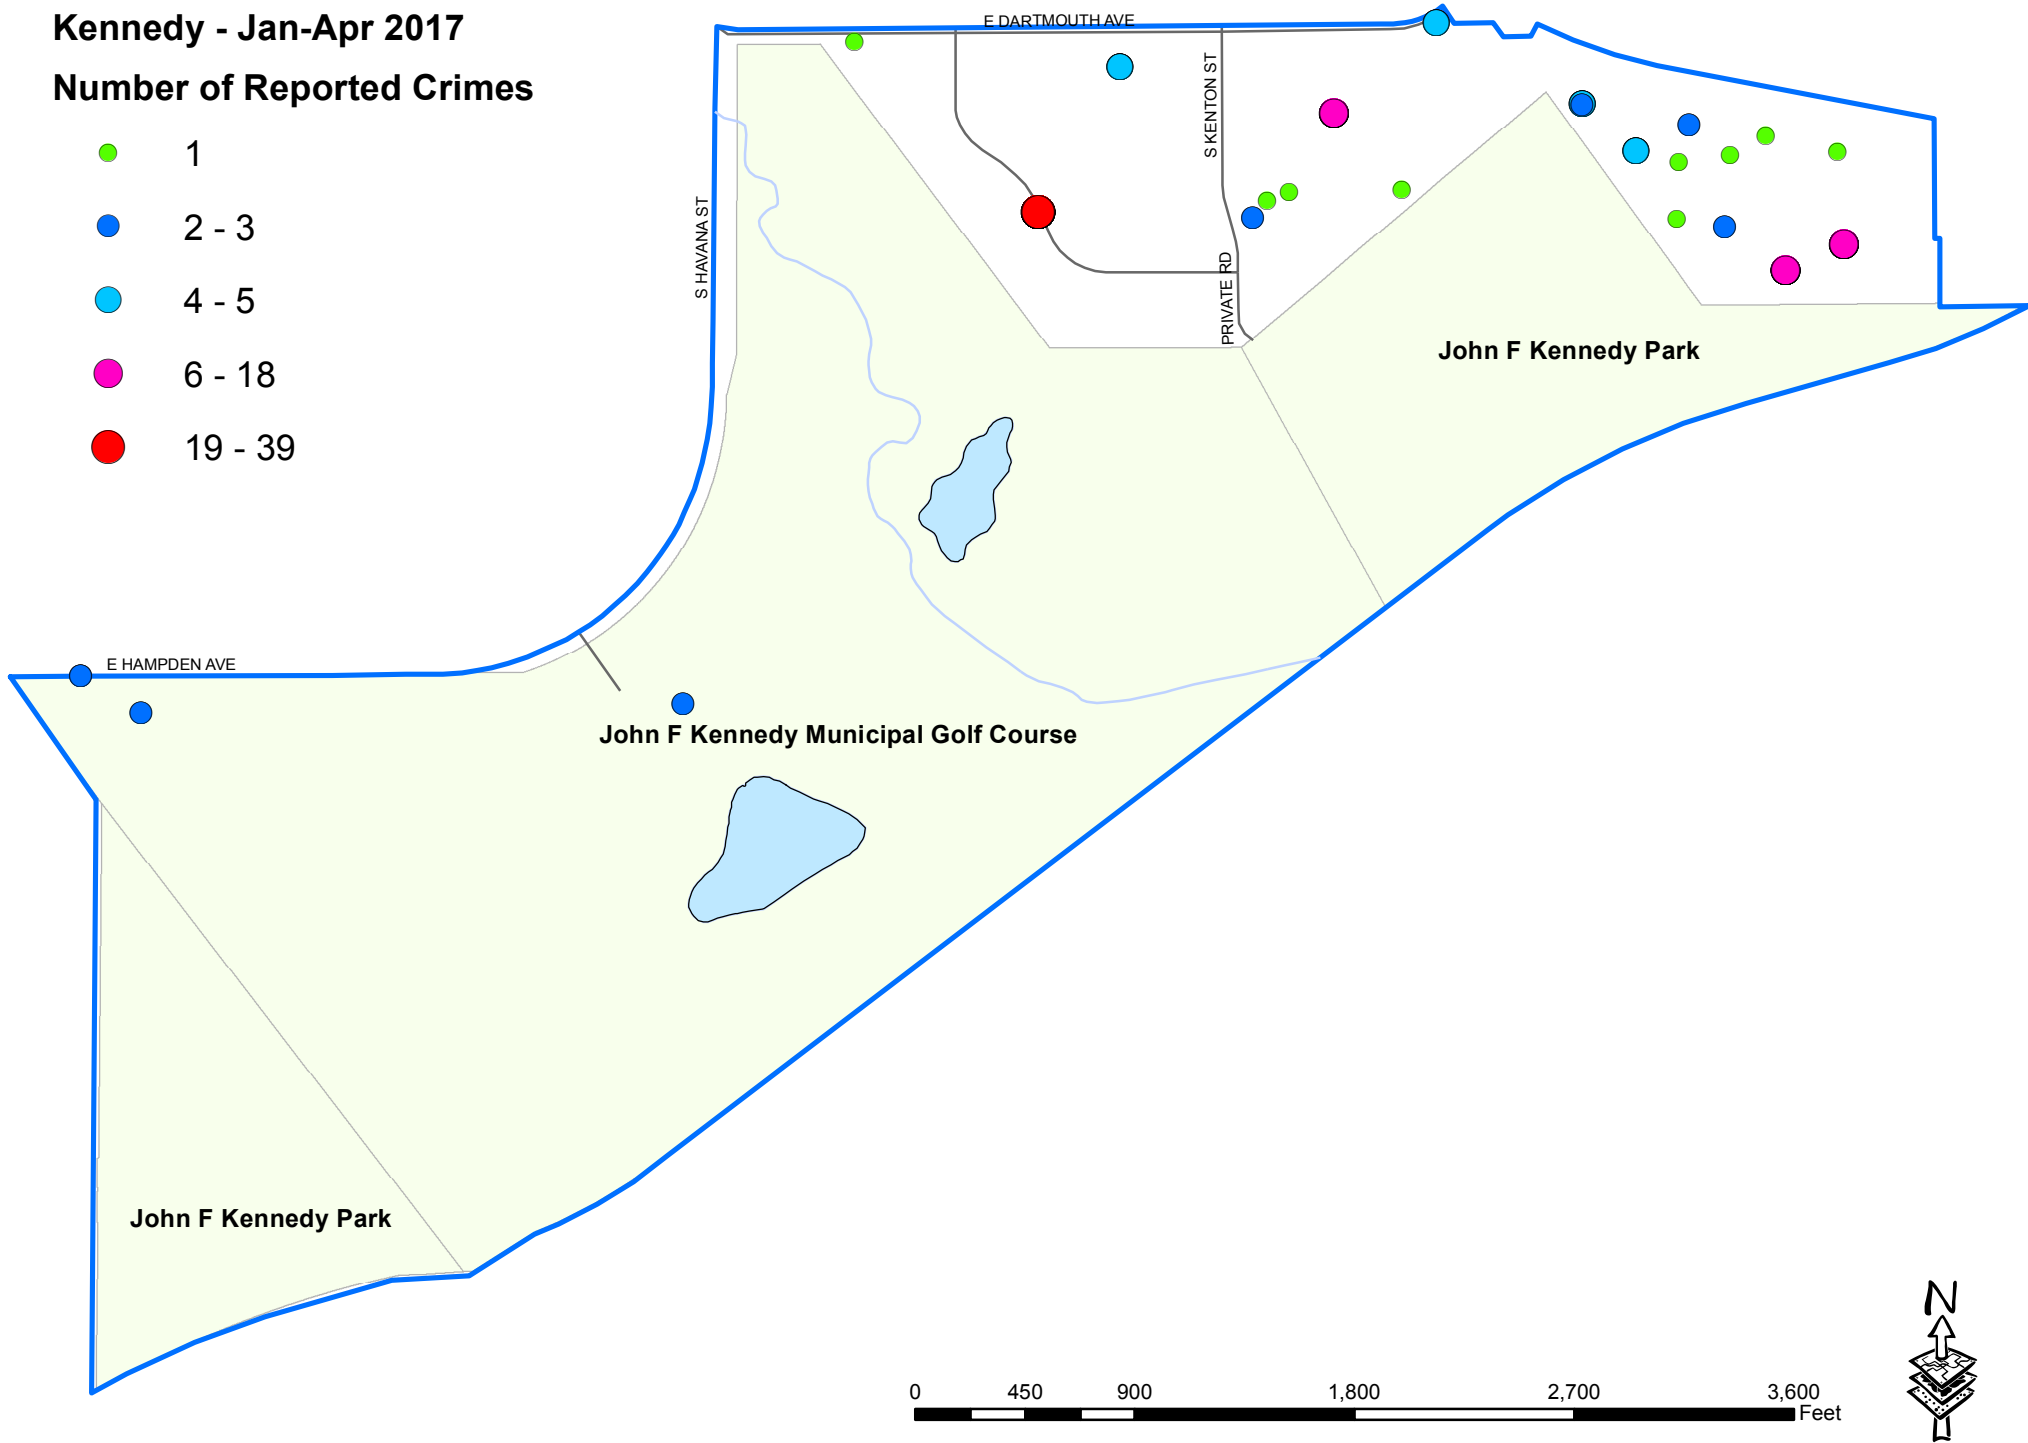 Kennedy - Jan-Apr 2017
Number of Reported Crimes
1
2 - 3
4 - 5
6 - 18
19 - 39
E DARTMOUTH AVE
S KENTON ST
S HAVANA ST
PRIVATE RD
John F Kennedy Park
E HAMPDEN AVE
John F Kennedy Municipal Golf Course
John F Kennedy Park
N
0 450 900 1,800 2,700 3,600
Feet